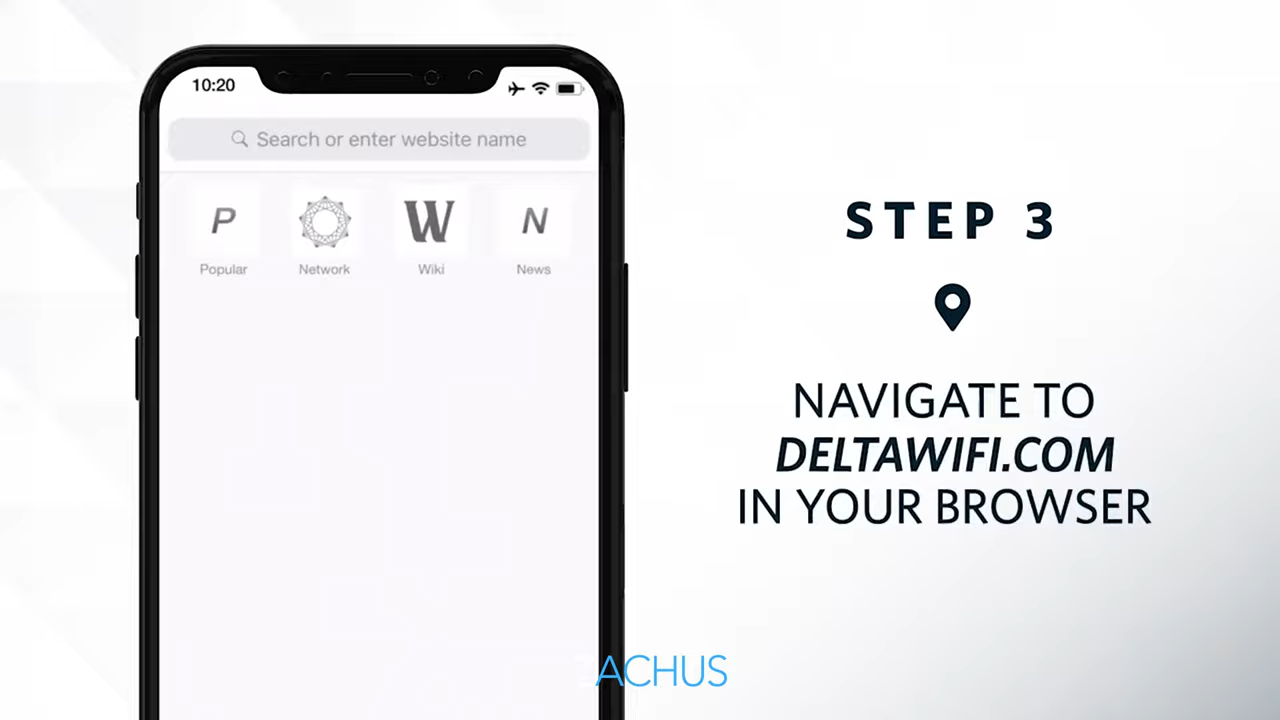 10:20
Search or enter website name
P
W
N
Popular
Network
Wiki
News
STEP 3
NAVIGATE TO
DELTAWIFI.COM
IN YOUR BROWSER
ACHUS